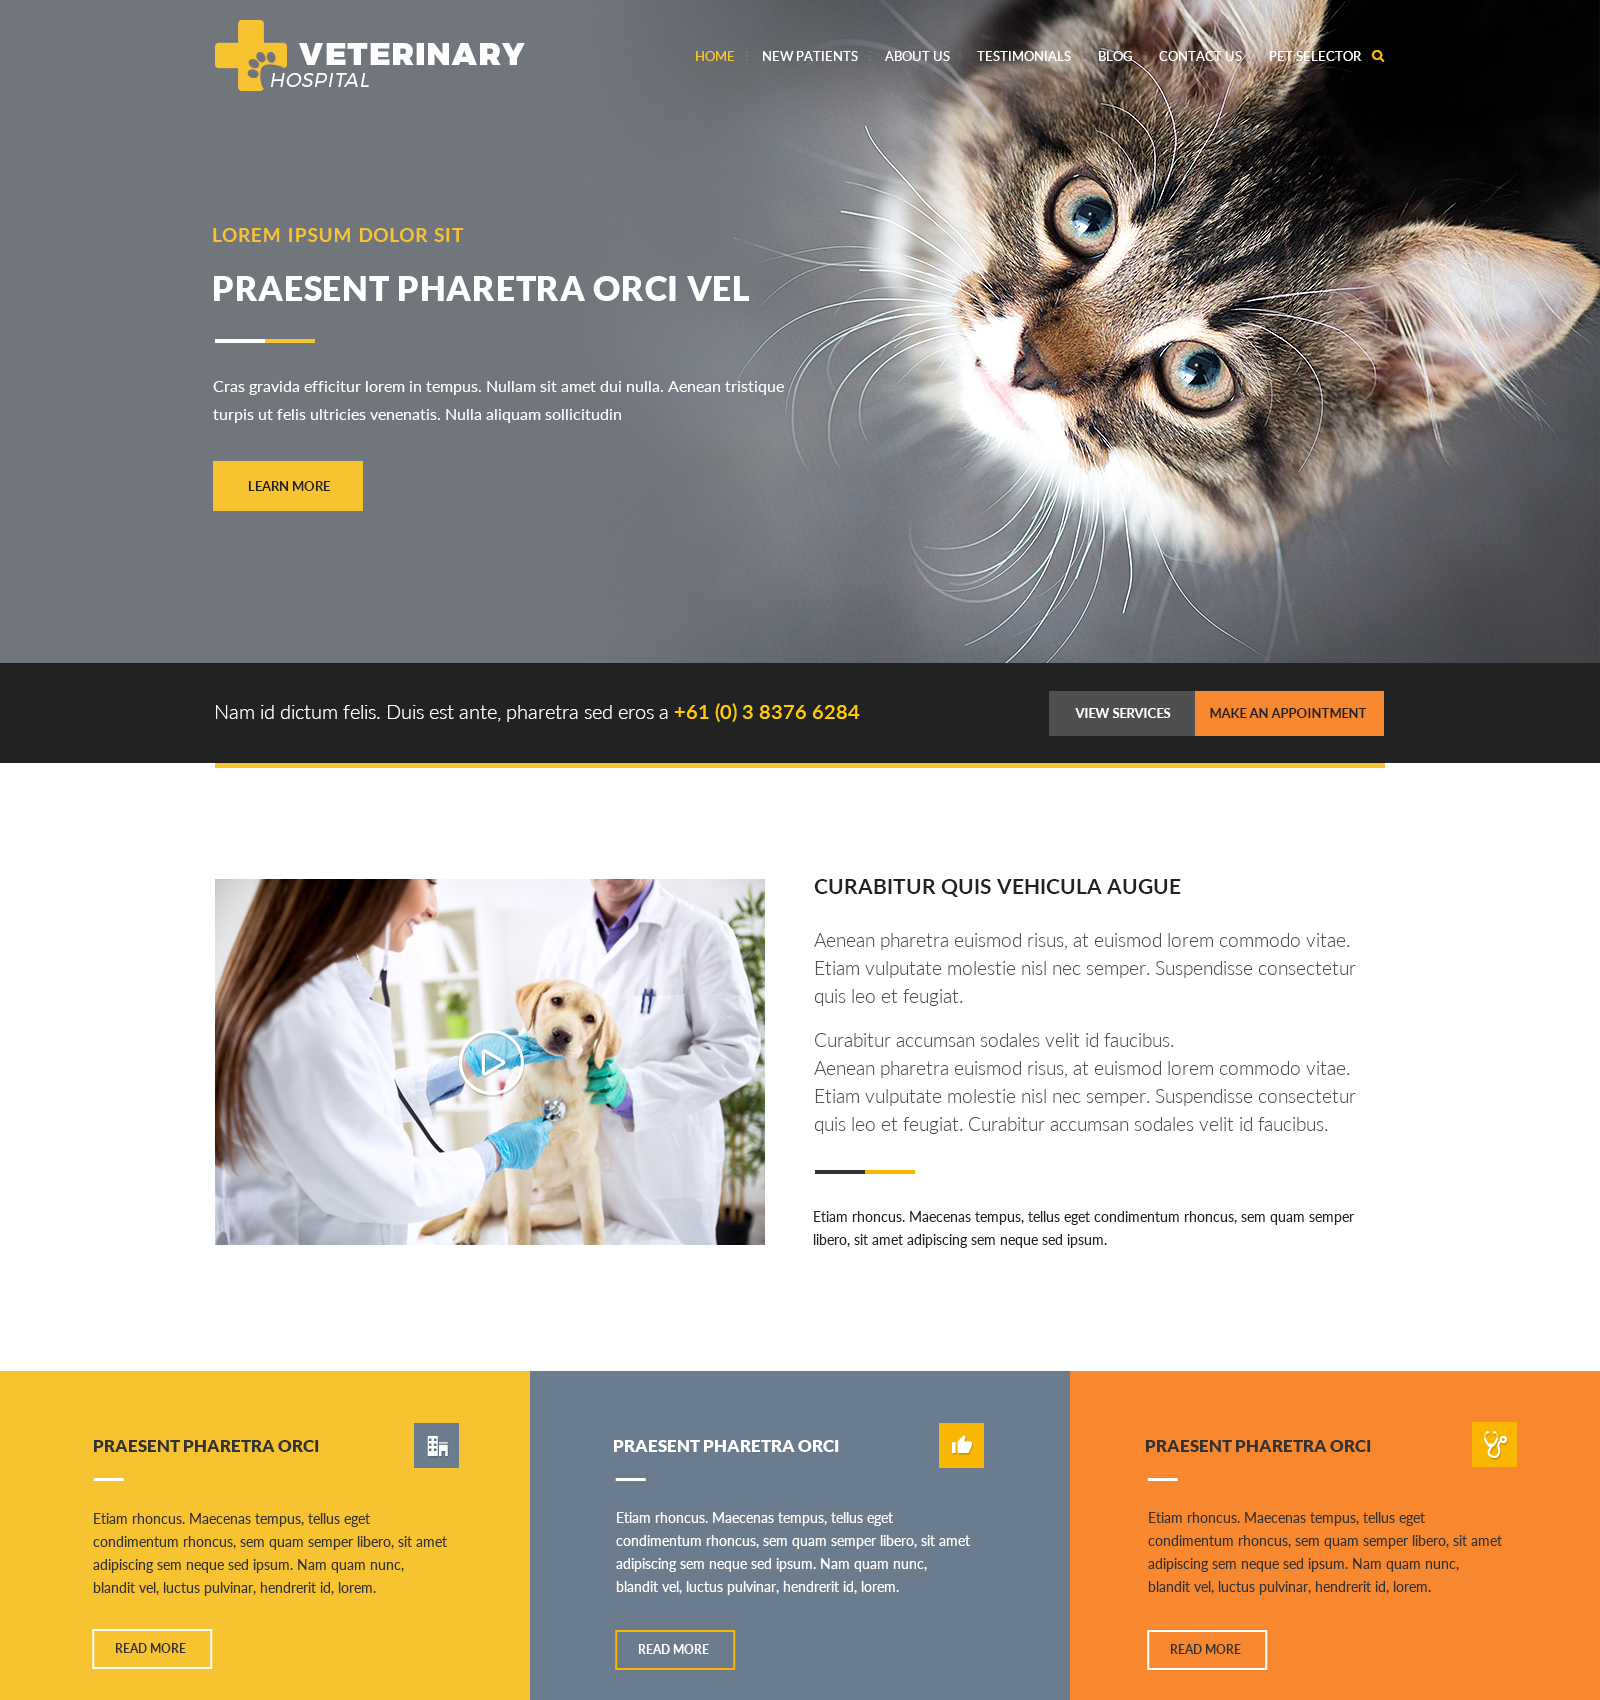 VETERINARY
HOSPITAL
HOME NEW PATIENTS ABOUT US TESTIMONIALS BLOG CONTACT US PET SELECTOR
LOREM IPSUM DOLOR SIT
PRAESENT PHARETRA ORCI VEL
Cras gravida efficitur lorem in tempus. Nullam sit amet dui nulla. Aenean tristique
turpis ut felis ultricies venenatis. Nulla aliquam sollicitudin
LEARN MORE
Nam id dictum felis. Duis est ante, pharetra sed eros a +61 (0) 3 8376 6284
VIEW SERVICES MAKE AN APPOINTMENT
CURABITUR QUIS VEHICULA AUGUE
Aenean pharetra euismod risus, at euismod lorem commodo vitae.
Etiam vulputate molestie nisl nec semper. Suspendisse consectetur
quis leo et feugiat.
Curabitur accumsan sodales velit id faucibus.
Aenean pharetra euismod risus, at euismod lorem commodo vitae.
Etiam vulputate molestie nisl nec semper. Suspendisse consectetur
quis leo et feugiat. Curabitur accumsan sodales velit id faucibus.
Etiam rhoncus. Maecenas tempus, tellus eget condimentum rhoncus, sem quam semper
libero, sit amet adipiscing sem neque sed ipsum.
PRAESENT PHARETRA ORCI
Etiam rhoncus. Maecenas tempus, tellus eget
condimentum rhoncus, sem quam semper libero, sit amet
adipiscing sem neque sed ipsum. Nam quam nunc,
blandit vel, luctus pulvinar, hendrerit id, lorem.
READ MORE
PRAESENT PHARETRA ORCI
Etiam rhoncus. Maecenas tempus, tellus eget
condimentum rhoncus, sem quam semper libero, sit amet
adipiscing sem neque sed ipsum. Nam quam nunc,
blandit vel, luctus pulvinar, hendrerit id, lorem.
READ MORE
PRAESENT PHARETRA ORCI
Etiam rhoncus. Maecenas tempus, tellus eget
condimentum rhoncus, sem quam semper libero, sit amet
adipiscing sem neque sed ipsum. Nam quam nunc,
blandit vel, luctus pulvinar, hendrerit id, lorem.
READ MORE